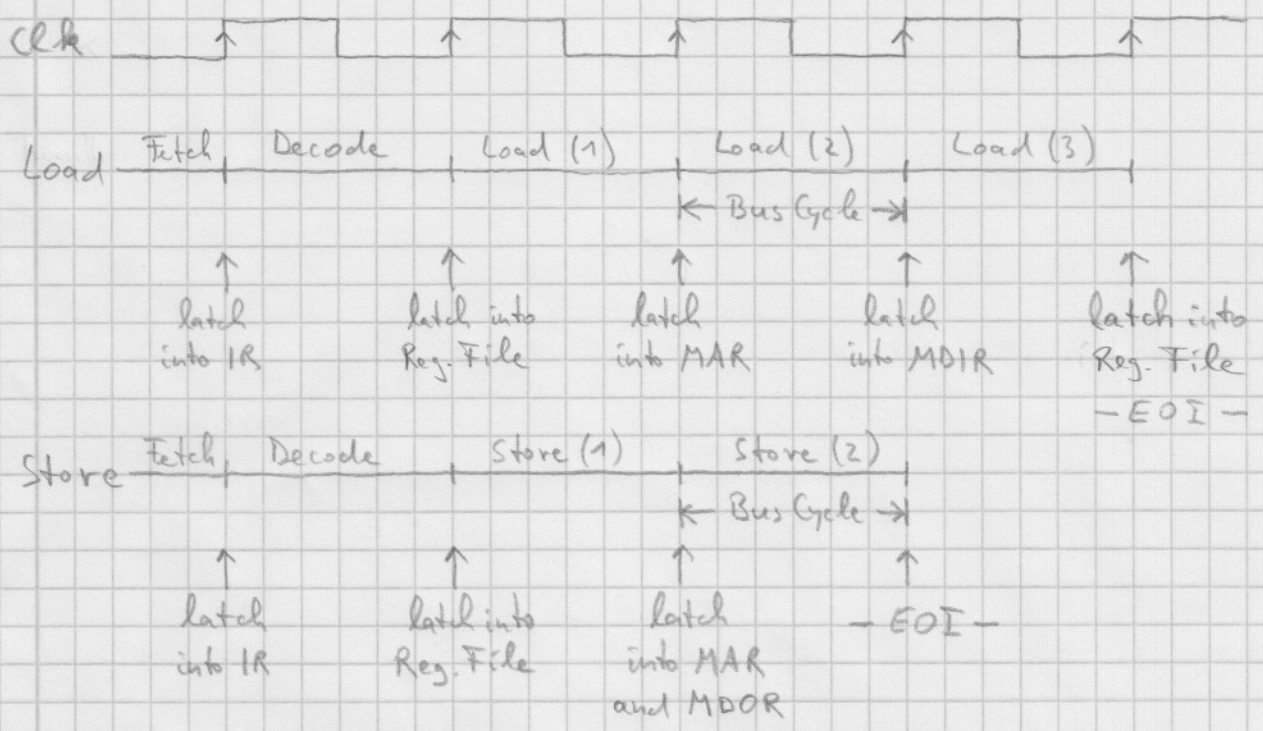 Clk
Load Fetch Decode Load (1) Load (2) Load (3)
Bus Cycle
latch latch into latch latch latch into
into IR Reg. File into MAR into MDIR Reg. File
- EOI -
Store Fetch Decode Store (1) Store (2)
Bus Cycle
latch latch into latch - EOI -
into IR Reg. File into MAR
and MDOR